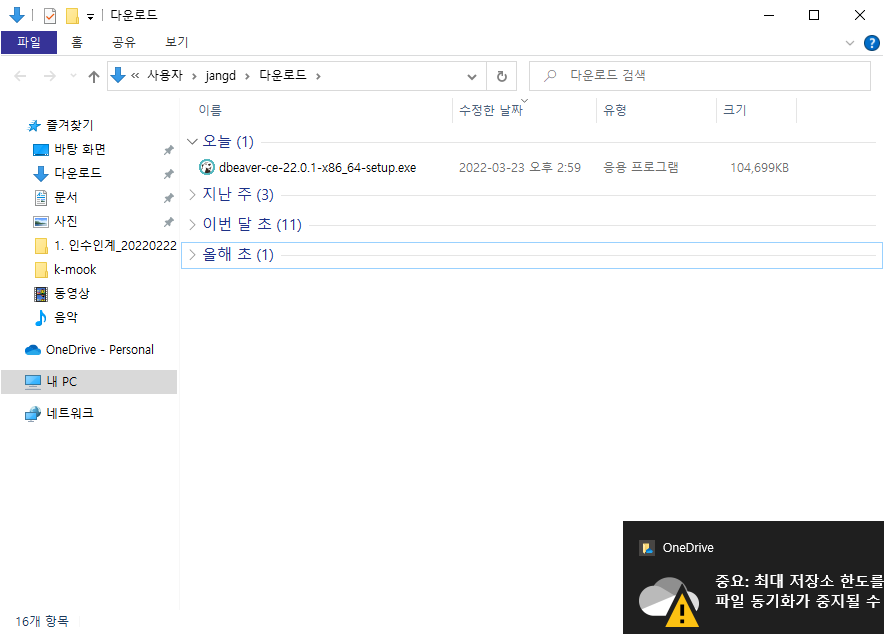 다운로드
파일 홈 공유 보기
« 사용자 › jangd › 다운로드 ›
다운로드 검색
이름 수정한 날짜 유형 크기
즐겨찾기
바탕 화면
다운로드
문서
사진
1. 인수인계_20220222
k-mook
동영상
음악
OneDrive - Personal
내 PC
네트워크
오늘 (1)
dbeaver-ce-22.0.1-x86_64-setup.exe 2022-03-23 오후 2:59 응용 프로그램 104,699KB
지난 주 (3)
이번 달 초 (11)
올해 초 (1)
OneDrive
중요: 최대 저장소 한도를
파일 동기화가 중지될 수
16개 항목